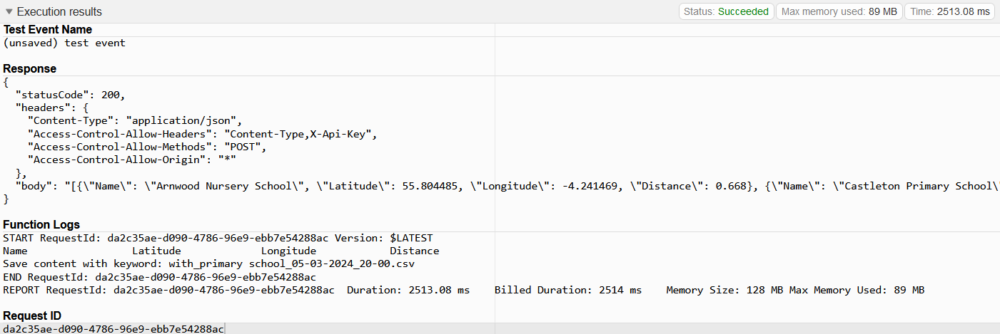 Execution results Status: Succeeded Max memory used: 89 MB Time: 2513.08 ms
Test Event Name
(unsaved) test event
Response
{
"statusCode": 200,
"headers": {
"Content-Type": "application/json",
"Access-Control-Allow-Headers": "Content-Type,X-Api-Key",
"Access-Control-Allow-Methods": "POST",
"Access-Control-Allow-Origin": "*"
},
"body": "[{\"Name\": \"Arnwood Nursery School\", \"Latitude\": 55.804485, \"Longitude\": -4.241469, \"Distance\": 0.668}, {\"Name\": \"Castleton Primary School\"
}
Function Logs
START RequestId: da2c35ae-d090-4786-96e9-ebb7e54288ac Version: $LATEST
Name Latitude Longitude Distance
Save content with keyword: with_primary school_05-03-2024_20-00.csv
END RequestId: da2c35ae-d090-4786-96e9-ebb7e54288ac
REPORT RequestId: da2c35ae-d090-4786-96e9-ebb7e54288ac Duration: 2513.08 ms Billed Duration: 2514 ms Memory Size: 128 MB Max Memory Used: 89 MB
Request ID
da2c35ae-d090-4786-96e9-ebb7e54288ac